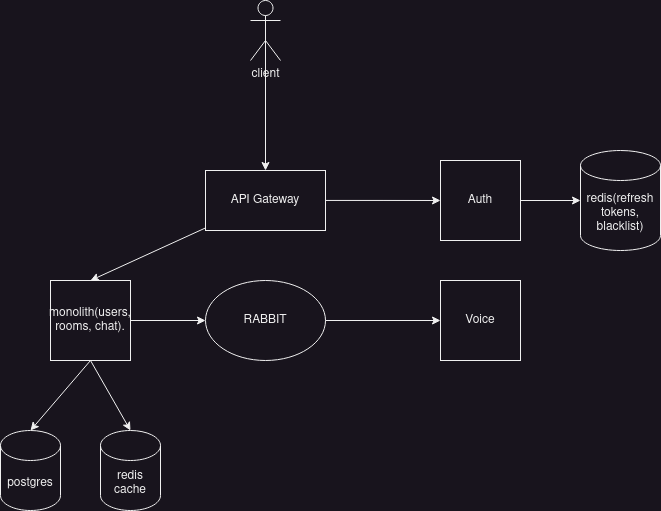 client
API Gateway
Auth
redis(refresh
tokens,
blacklist)
monolith(users,
rooms, chat).
RABBIT
Voice
postgres
redis
cache